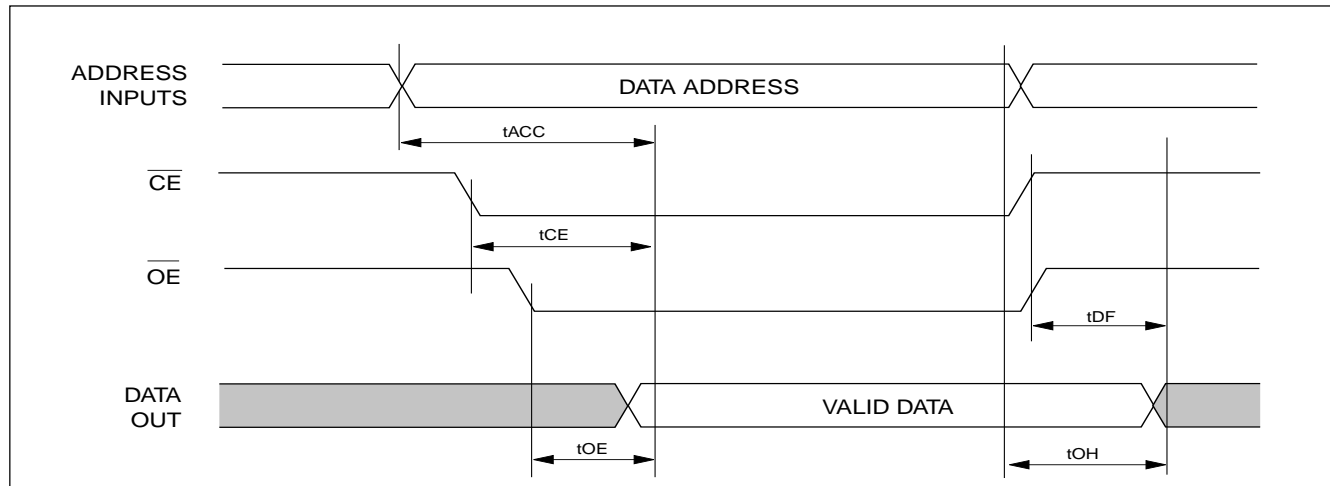 ADDRESS
INPUTS
DATA ADDRESS
tACC
CE
tCE
OE
tDF
DATA
OUT
VALID DATA
tOE
tOH